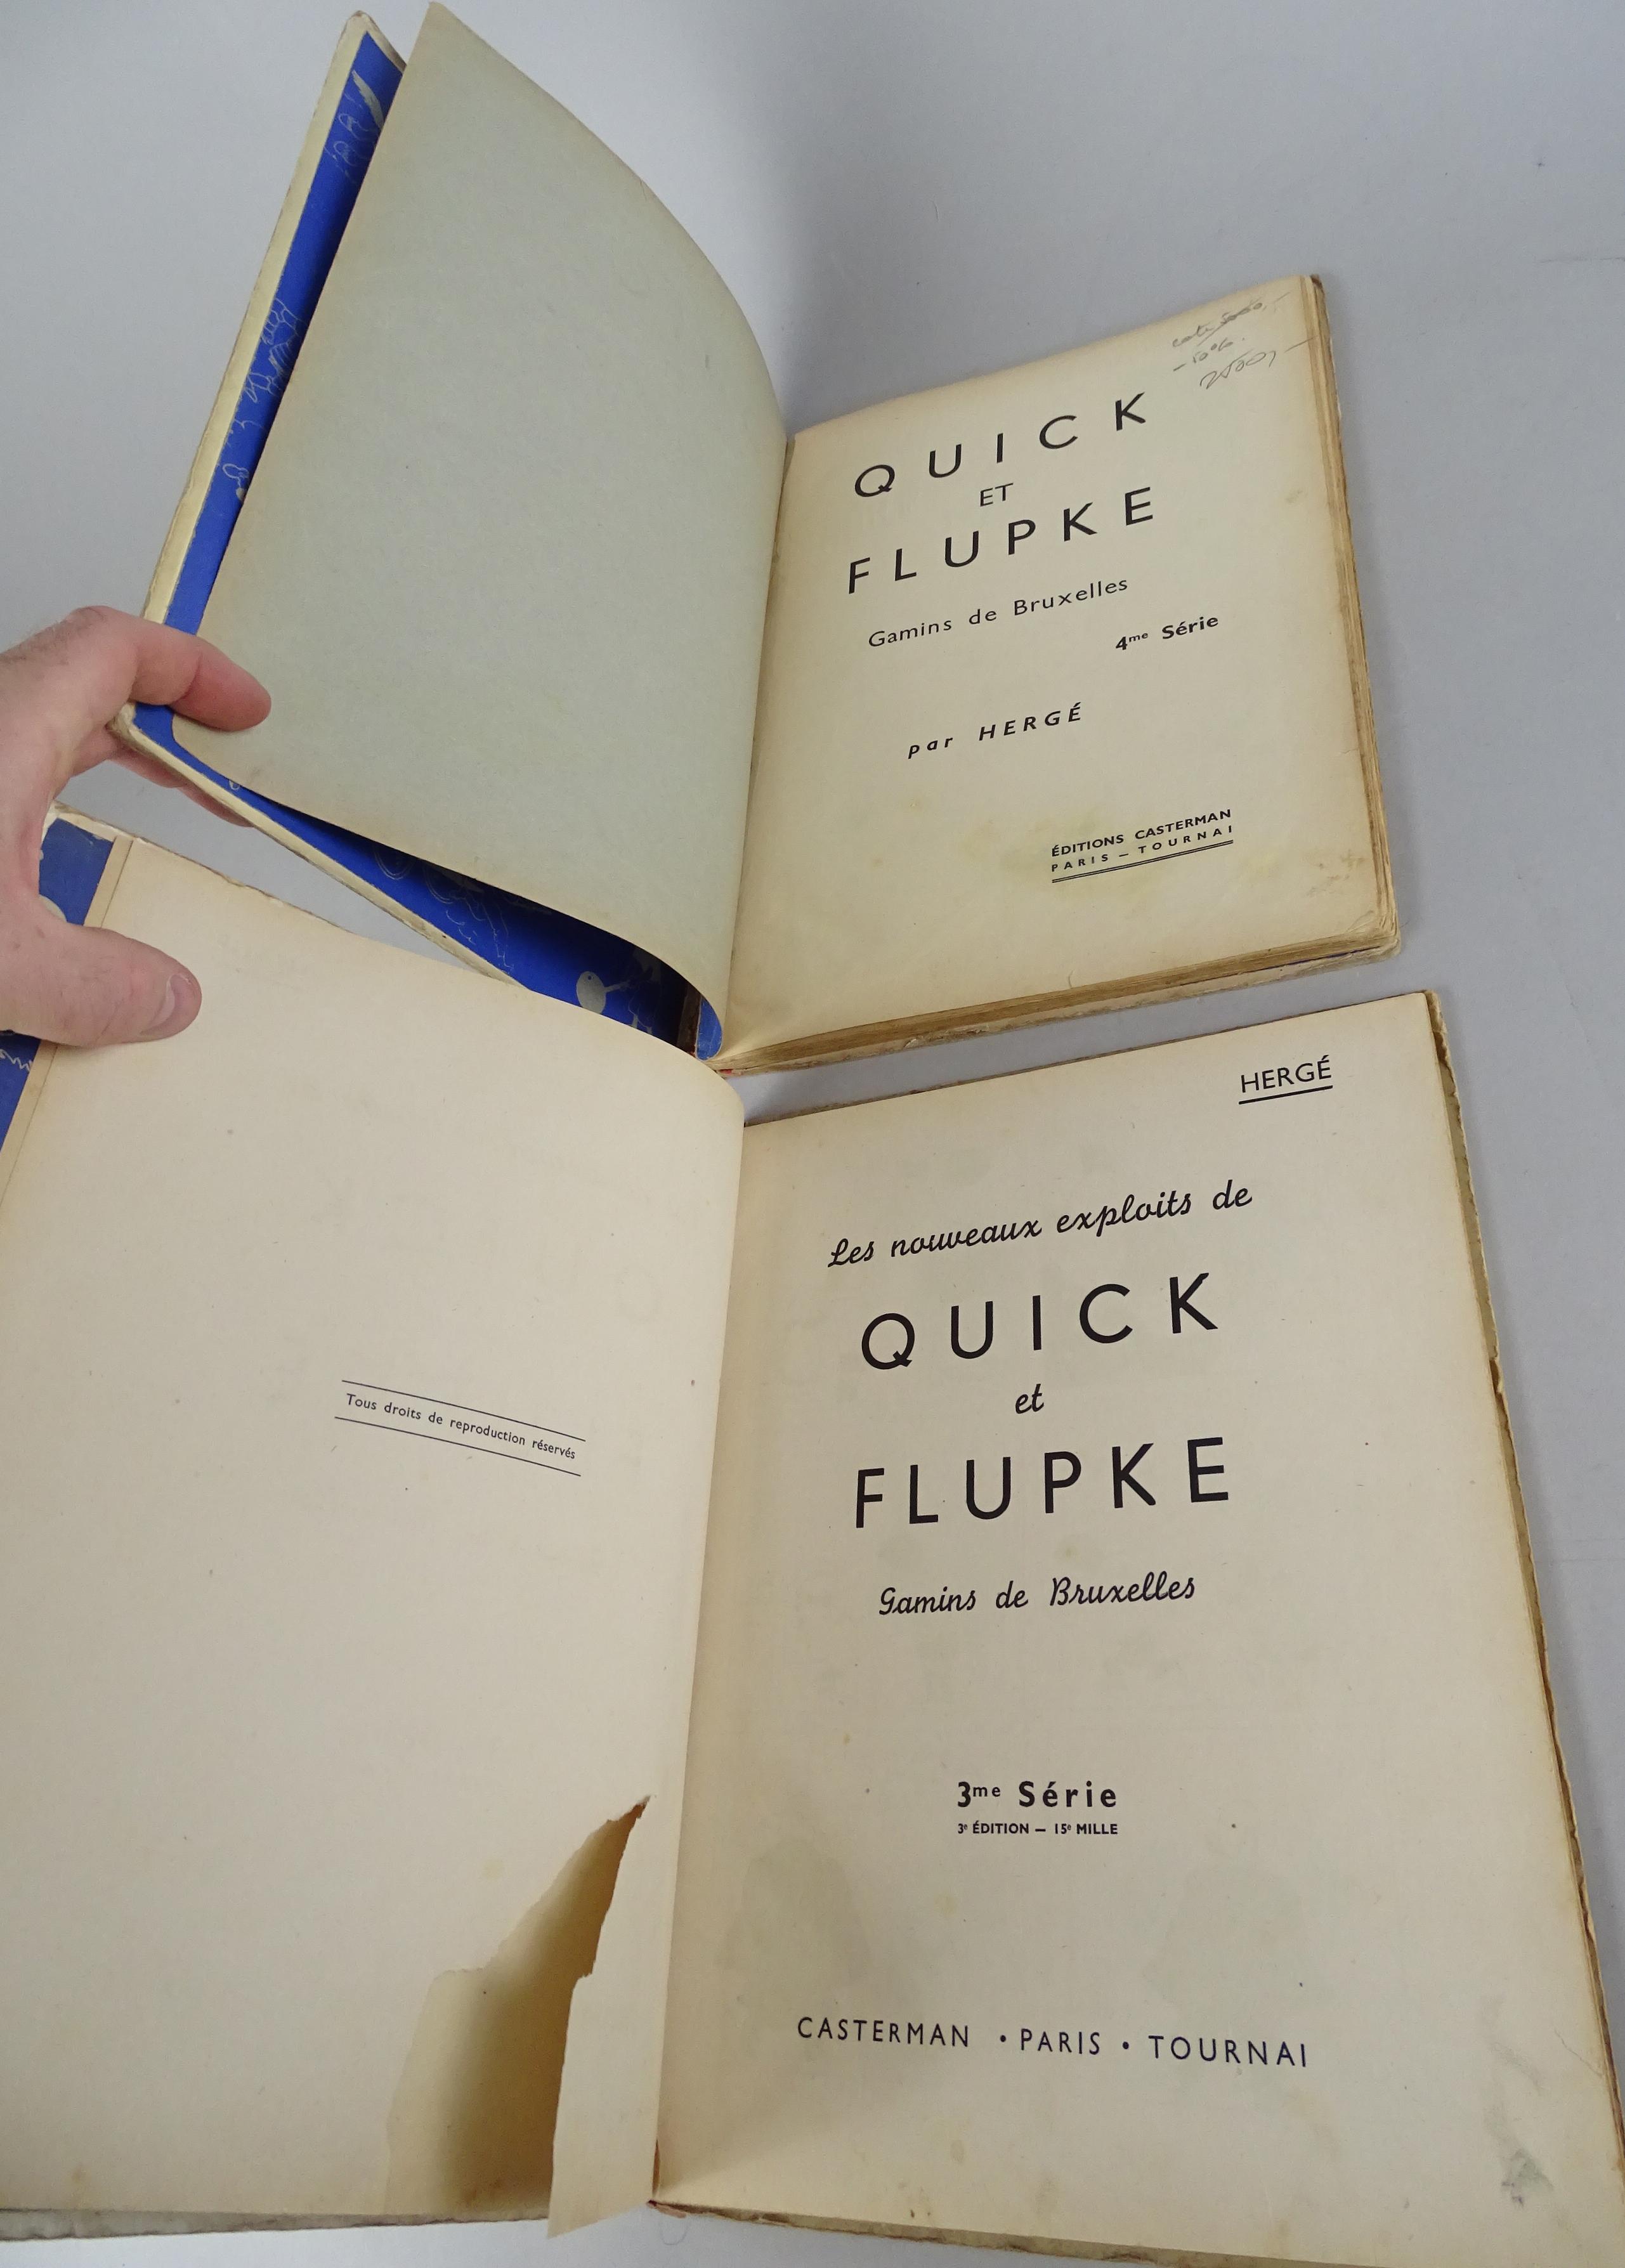 -50%.
QUICK
ET
FLUPKE
Gamins de Bruxelles
4me Série
par HERGÉ
ÉDITIONS CASTERMAN
PARIS — TOURNAI
Tous droits de reproduction réservés
HERGÉ
Les nouveaux exploits de
QUICK
et
FLUPKE
Gamins de Bruxelles
3me Série
3e ÉDITION — 15e MILLE
CASTERMAN • PARIS • TOURNAI